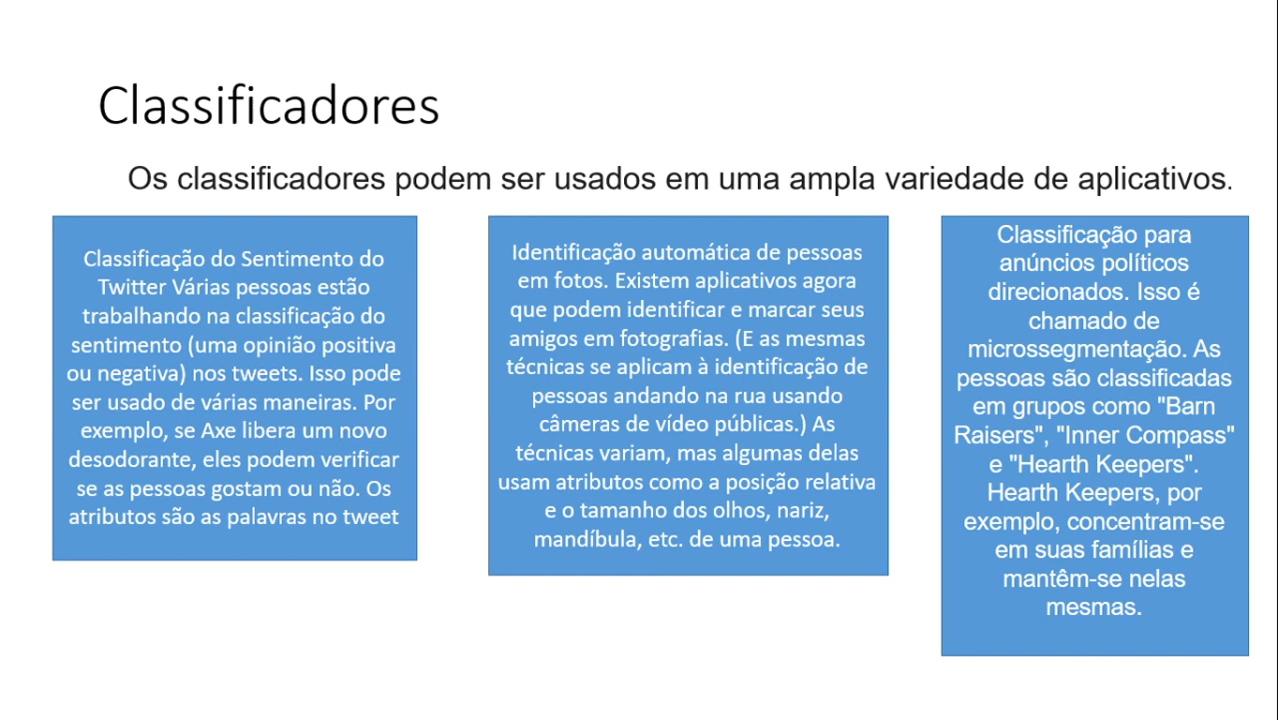 Classificadores
Os classificadores podem ser usados em uma ampla variedade de aplicativos.
Classificação do Sentimento do
Twitter Várias pessoas estão
trabalhando na classificação do
sentimento (uma opinião positiva
ou negativa) nos tweets. Isso pode
ser usado de várias maneiras. Por
exemplo, se Axe libera um novo
desodorante, eles podem verificar
se as pessoas gostam ou não. Os
atributos são as palavras no tweet
Identificação automática de pessoas
em fotos. Existem aplicativos agora
que podem identificar e marcar seus
amigos em fotografias. (E as mesmas
técnicas se aplicam à identificação de
pessoas andando na rua usando
câmeras de vídeo públicas.) As
técnicas variam, mas algumas delas
usam atributos como a posição relativa
e o tamanho dos olhos, nariz,
mandíbula, etc. de uma pessoa.
Classificação para
anúncios políticos
direcionados. Isso é
chamado de
microssegmentação. As
pessoas são classificadas
em grupos como "Barn
Raisers", "Inner Compass"
e "Hearth Keepers".
Hearth Keepers, por
exemplo, concentram-se
em suas famílias e
mantêm-se nelas
mesmas.